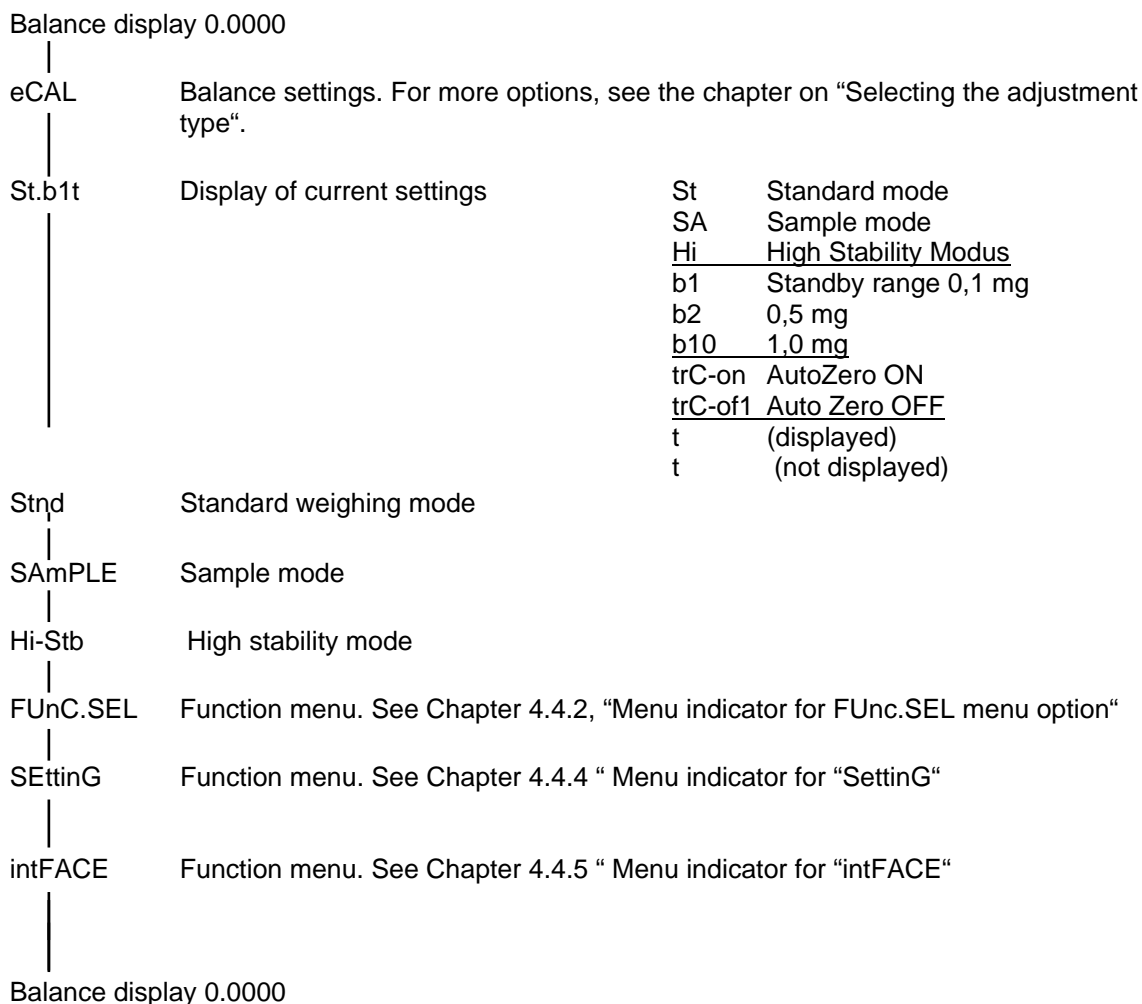 Balance display 0.0000
eCAL Balance settings. For more options, see the chapter on “Selecting the adjustment
type“.
St.b1t Display of current settings St Standard mode
SA Sample mode
Hi High Stability Modus
b1 Standby range 0,1 mg
b2 0,5 mg
b10 1,0 mg
trC-on AutoZero ON
trC-of1 Auto Zero OFF
t (displayed)
t (not displayed)
Stnd Standard weighing mode
SAmPLE Sample mode
Hi-Stb High stability mode
FUnC.SEL Function menu. See Chapter 4.4.2, “Menu indicator for FUnc.SEL menu option“
SEttinG Function menu. See Chapter 4.4.4 “ Menu indicator for “SettinG“
intFACE Function menu. See Chapter 4.4.5 “ Menu indicator for “intFACE“
Balance display 0.0000